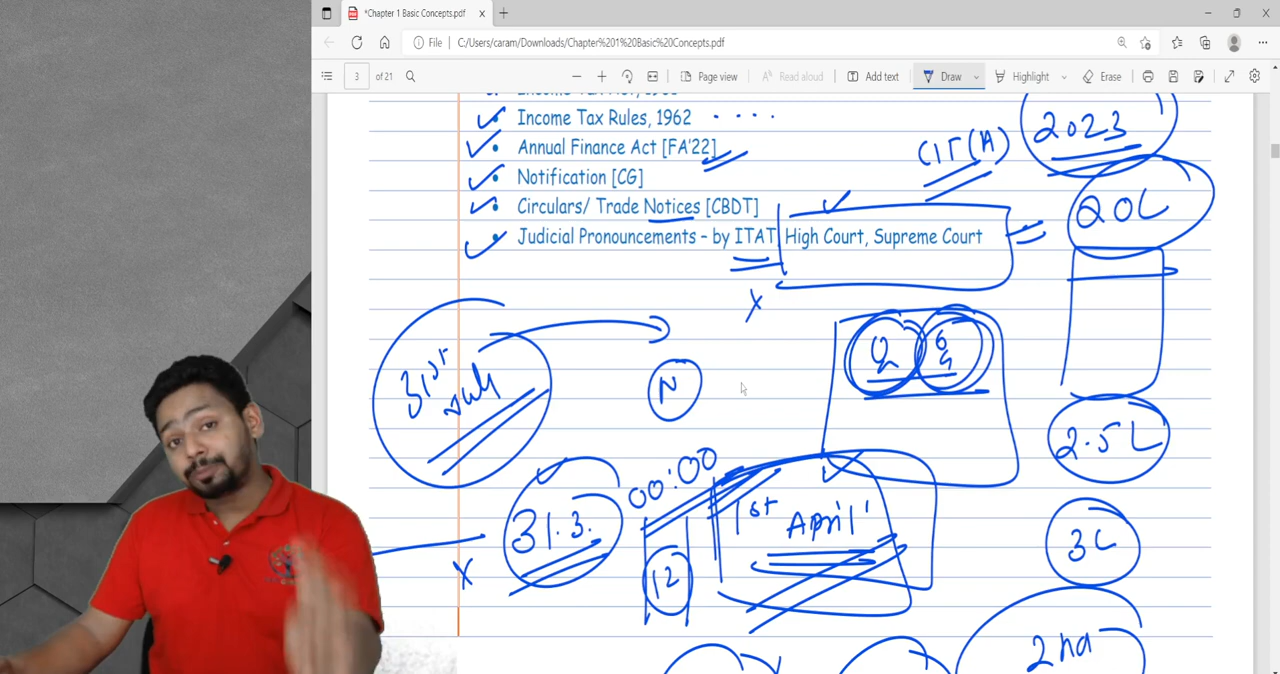 *Chapter 1 Basic Concepts.pdf
File C:/Users/caram/Downloads/Chapter%201%20Basic%20Concepts.pdf
3 of 21 Page view Read aloud Add text Draw Highlight Erase
Income Tax Rules, 1962
2023
Annual Finance Act [FA'22]
CIT(A)
Notification [CG]
Circulars/ Trade Notices [CBDT]
20L
Judicial Pronouncements – by ITAT, High Court, Supreme Court
X
31st
N
2.5L
00:00
31.3.
1st April'
3L
X
12
2nd